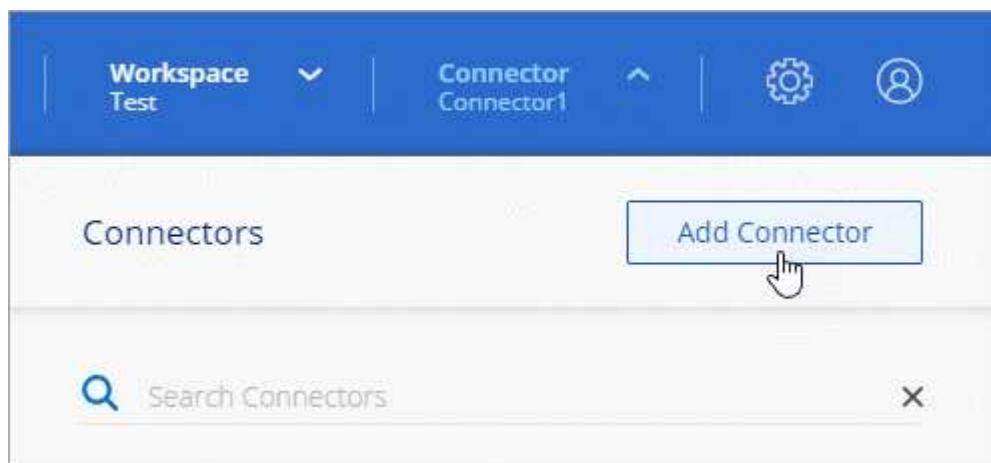 Workspace
Test
Connector
Connector1
Connectors
Add Connector
Search Connectors